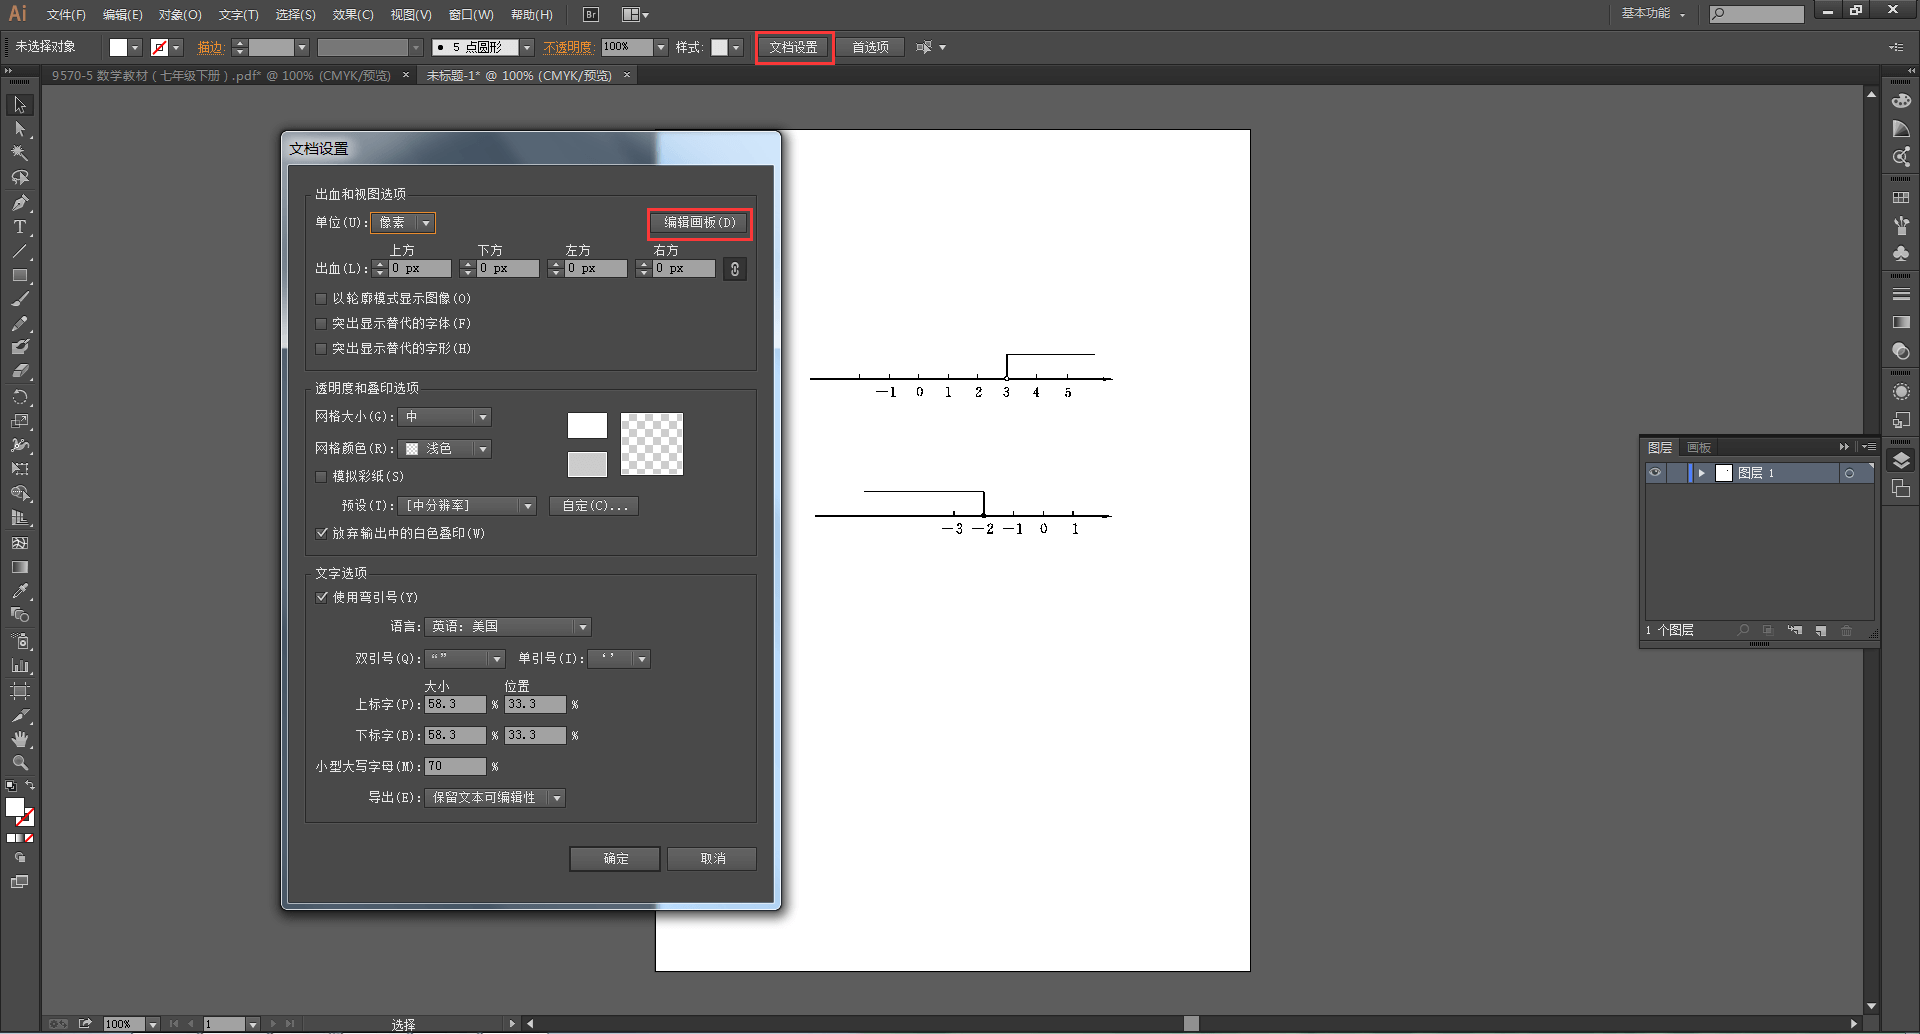 Ai 文件(F) 编辑(E) 对象(O) 文字(T) 选择(S) 效果(C) 视图(V) 窗口(W) 帮助(H) Br 基本功能
未选择对象 描边: 5 点圆形 不透明度: 100% 样式: 文档设置 首选项
9570-5 数学教材（七年级下册）.pdf* @ 100% (CMYK/预览) × 未标题-1* @ 100% (CMYK/预览) ×
文档设置
出血和视图选项
单位(U): 像素 编辑画板(D)
上方 下方 左方 右方
出血(L): 0 px 0 px 0 px 0 px
以轮廓模式显示图像(O)
突出显示替代的字体(F)
突出显示替代的字形(H)
透明度和叠印选项
网格大小(G): 中
网格颜色(R): 浅色
模拟彩纸(S)
预设(T): [中分辨率] 自定(C)...
放弃输出中的白色叠印(W)
文字选项
使用弯引号(Y)
语言: 英语: 美国
双引号(Q): “” 单引号(I): ‘’
大小 位置
上标字(P): 58.3 % 33.3 %
下标字(B): 58.3 % 33.3 %
小型大写字母(M): 70 %
导出(E): 保留文本可编辑性
确定 取消
-1 0 1 2 3 4 5
-3 -2 -1 0 1
图层 画板
图层 1
1 个图层
100% 1 选择